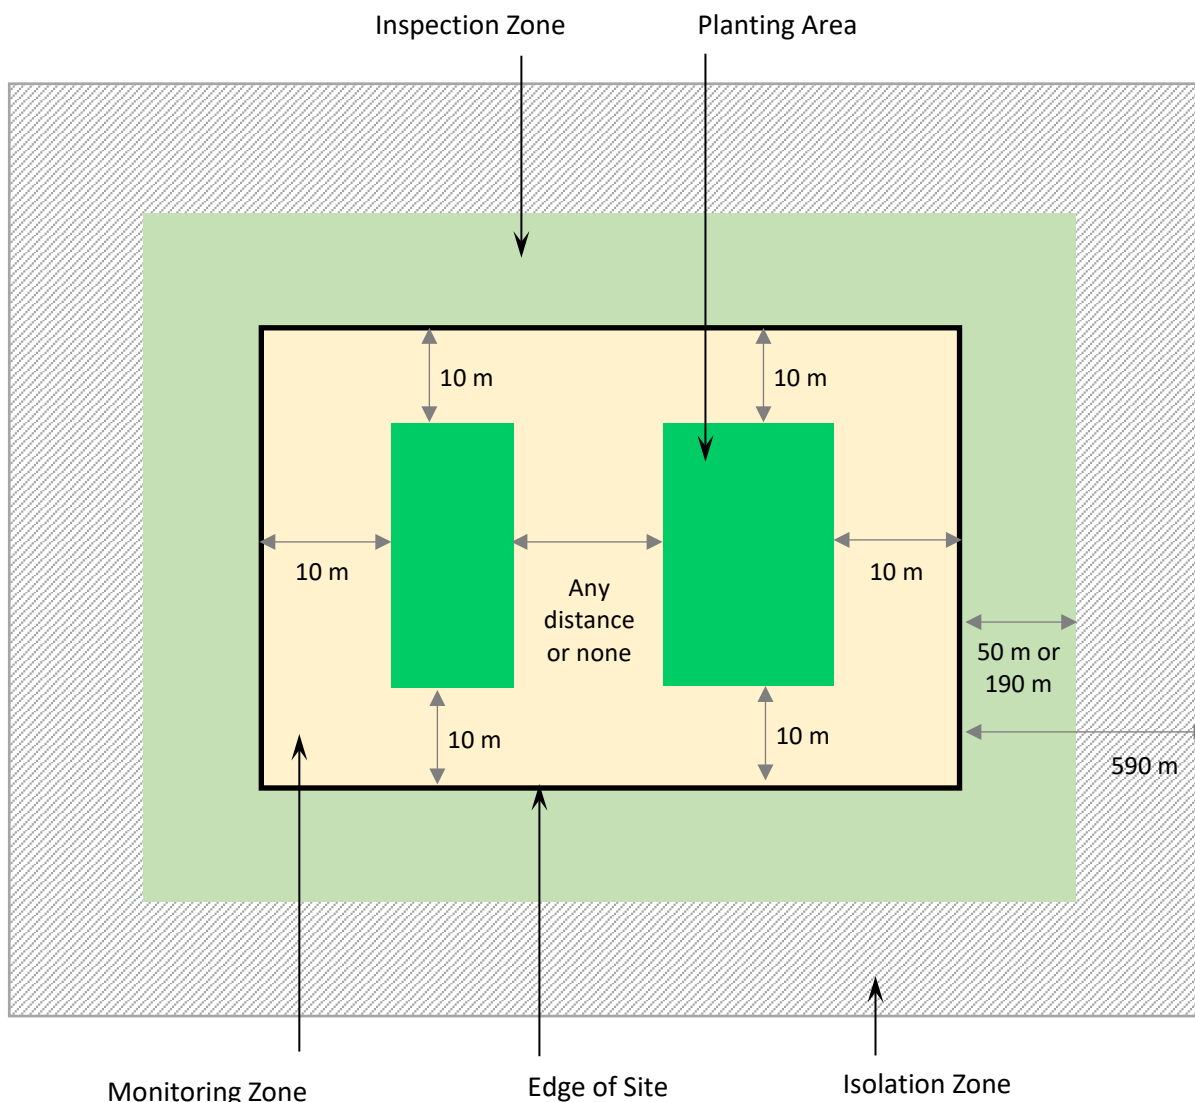 Inspection Zone
Planting Area
10 m
10 m
10 m
10 m
Any
distance
or none
50 m or
190 m
10 m
10 m
590 m
Monitoring Zone
Edge of Site
Isolation Zone